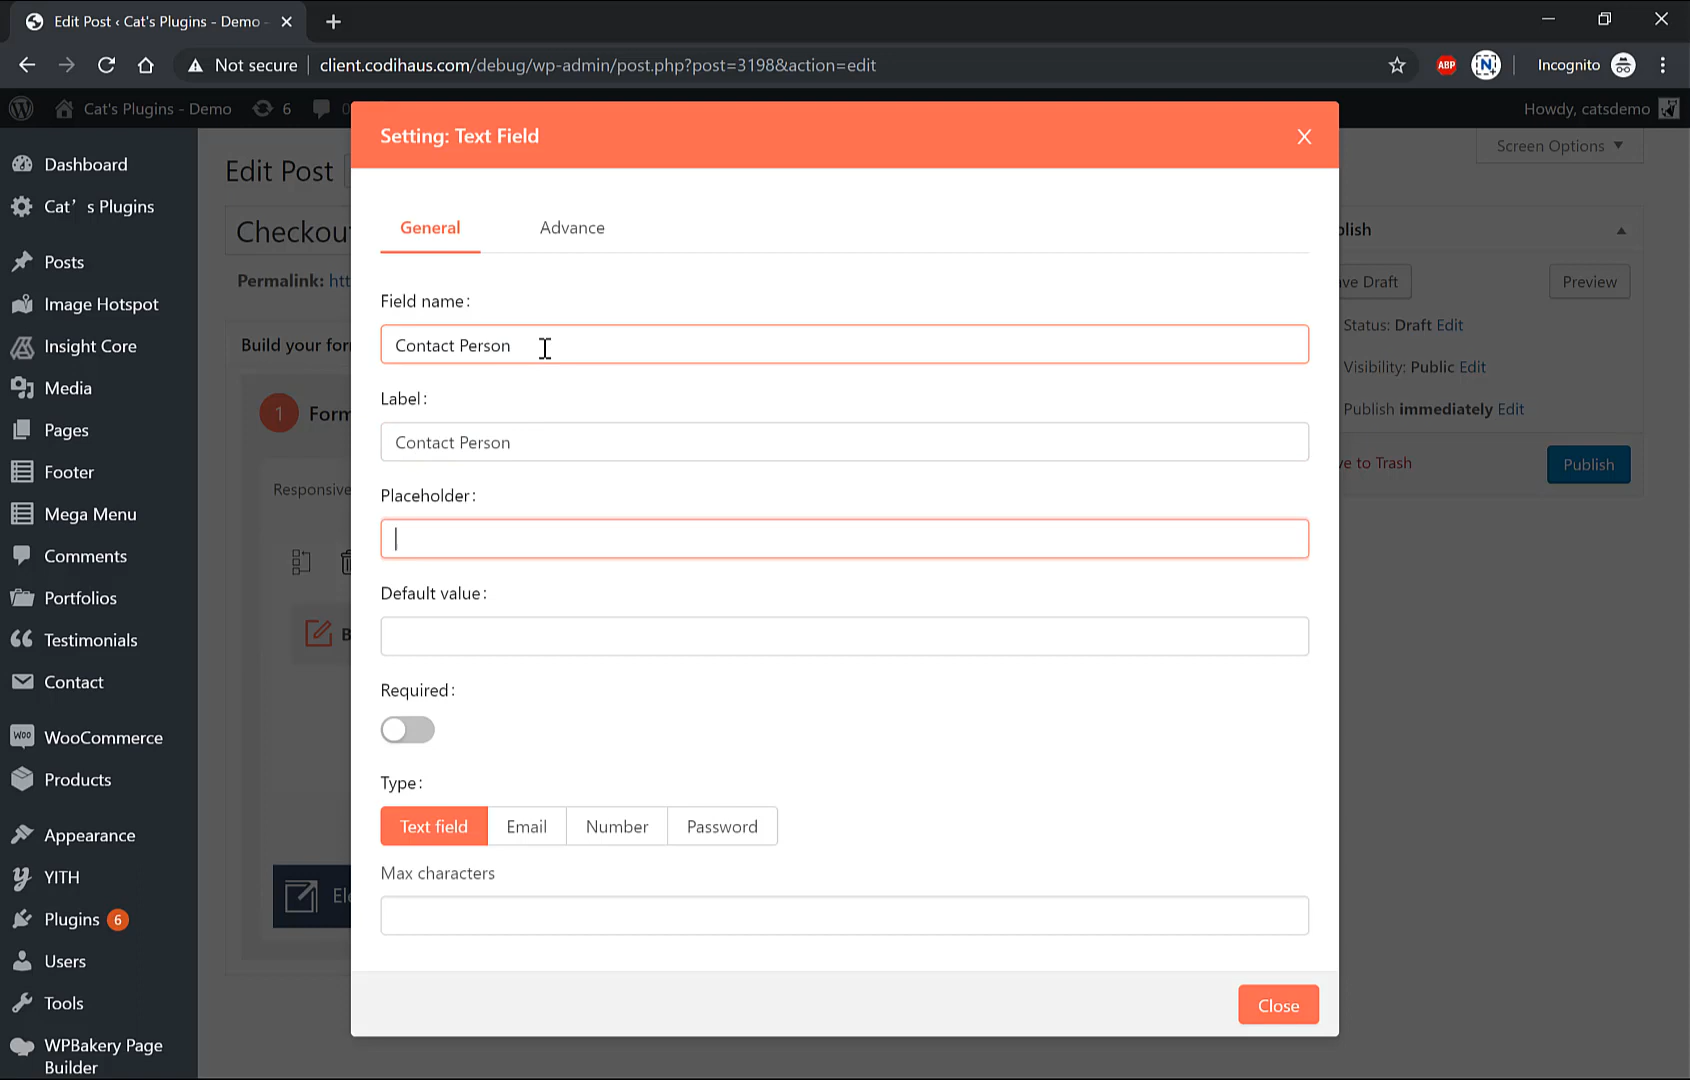 Edit Post ‹ Cat's Plugins - Demo -
Not secure
client.codihaus.com/debug/wp-admin/post.php?post=3198&action=edit
ABP
N
Incognito
Cat's Plugins - Demo
6
0
Howdy, catsdemo
Setting: Text Field
Screen Options
Dashboard
Cat's Plugins
Posts
Image Hotspot
Insight Core
Media
Pages
Footer
Mega Menu
Comments
Portfolios
Testimonials
Contact
Woo
WooCommerce
Products
Appearance
YITH
Plugins 6
Users
Tools
WPBakery Page
Builder
Edit Post
Checkou
Permalink: htt
Build your for
1
Form
Responsive
B
Ele
General
Advance
Field name:
Contact Person
Label:
Contact Person
Placeholder:
Default value:
Required:
Type:
Text field
Email
Number
Password
Max characters
Close
lish
ve Draft
Preview
Status: Draft Edit
Visibility: Public Edit
Publish immediately Edit
ve to Trash
Publish